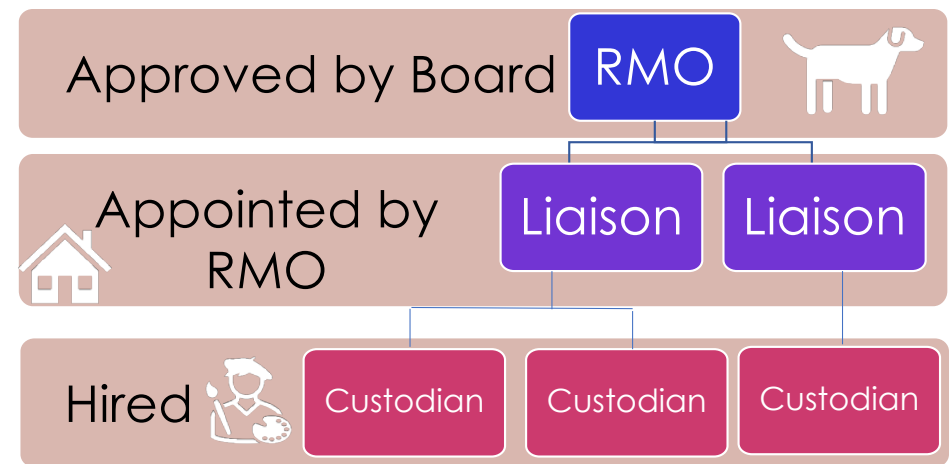 Approved by Board
RMO
Appointed by
RMO
Liaison
Liaison
Hired
Custodian
Custodian
Custodian